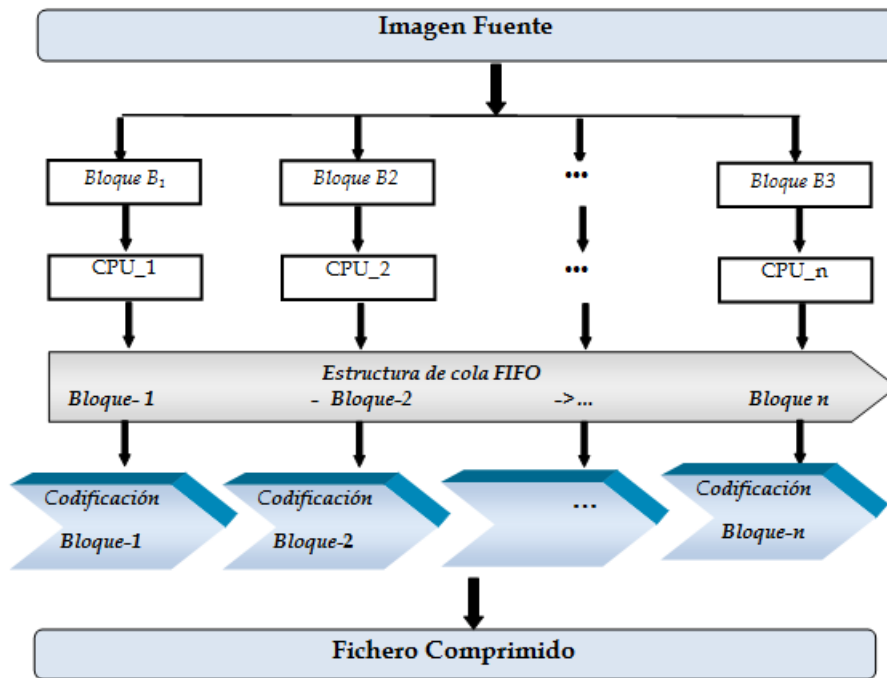 Imagen Fuente
Bloque B₁ Bloque B2 ... Bloque B3
CPU_1 CPU_2 ... CPU_n
Estructura de cola FIFO
Bloque- 1 - Bloque-2 ->... Bloque n
Codificación Codificación ... Codificación
Bloque-1 Bloque-2 Bloque-n
Fichero Comprimido